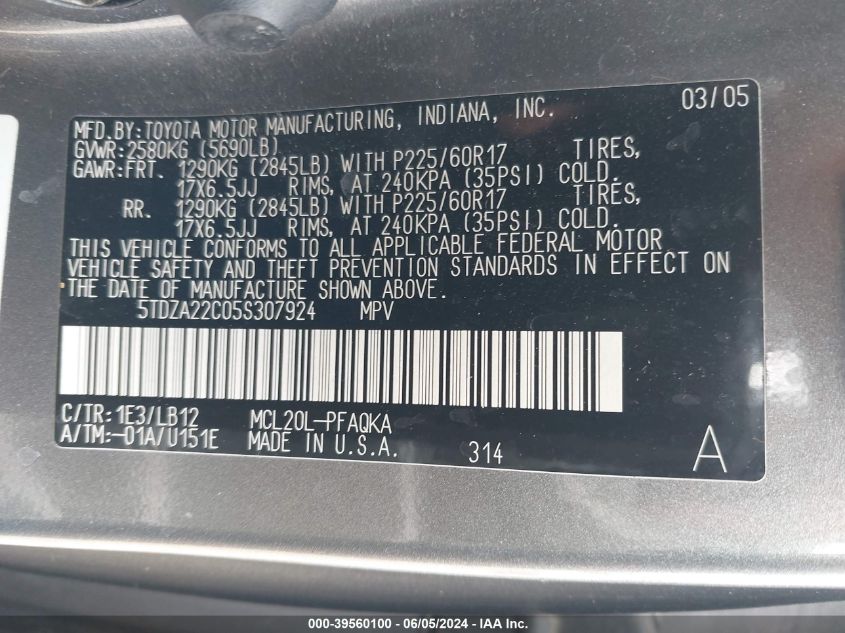 03/05
MFD.BY:TOYOTA MOTOR MANUFACTURING, INDIANA, INC.
GVWR:2580KG (5690LB)
GAWR:FRT. 1290KG (2845LB) WITH P225/60R17 TIRES,
17X6.5JJ RIMS, AT 240KPA (35PSI) COLD.
RR. 1290KG (2845LB) WITH P225/60R17 TIRES,
17X6.5JJ RIMS, AT 240KPA (35PSI) COLD.
THIS VEHICLE CONFORMS TO ALL APPLICABLE FEDERAL MOTOR
VEHICLE SAFETY AND THEFT PREVENTION STANDARDS IN EFFECT ON
THE DATE OF MANUFACTURE SHOWN ABOVE.
5TDZA22C05S307924 MPV
C/TR:1E3/LB12 MCL20L-PFAQKA
A/TM:-01A/U151E MADE IN U.S.A. 314 A
000-39560100 - 06/05/2024 - IAA Inc.